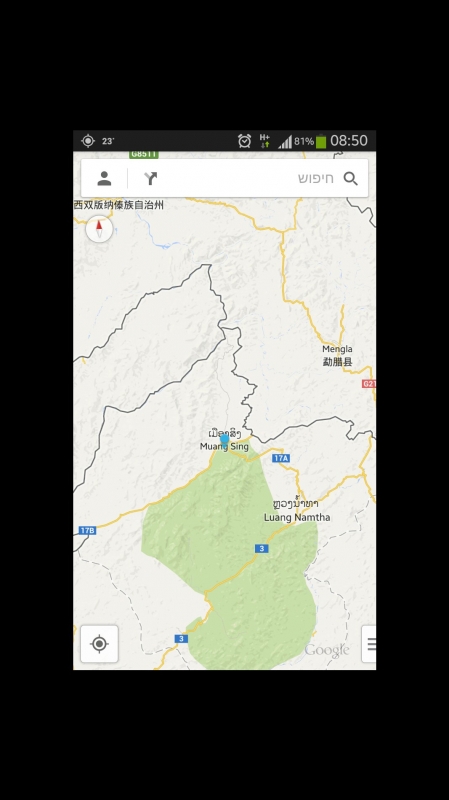 23°
H+
81%
08:50
G8511
חיפוש
西双版纳傣族自治州
Mengla
勐腊县
G21
ເມືອງສິງ
Muang Sing
17A
ຫຼວງນ້ຳທາ
Luang Namtha
17B
3
3
Google